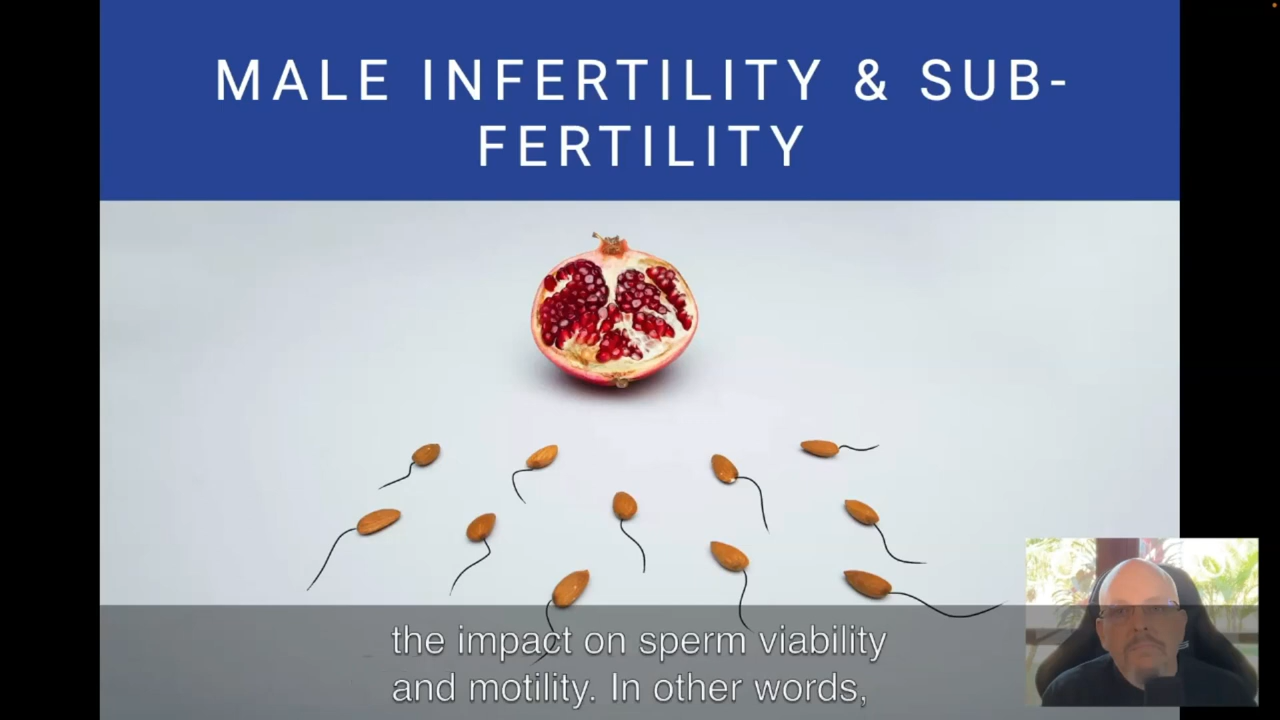 MALE INFERTILITY & SUB-
FERTILITY
the impact on sperm viability
and motility. In other words,